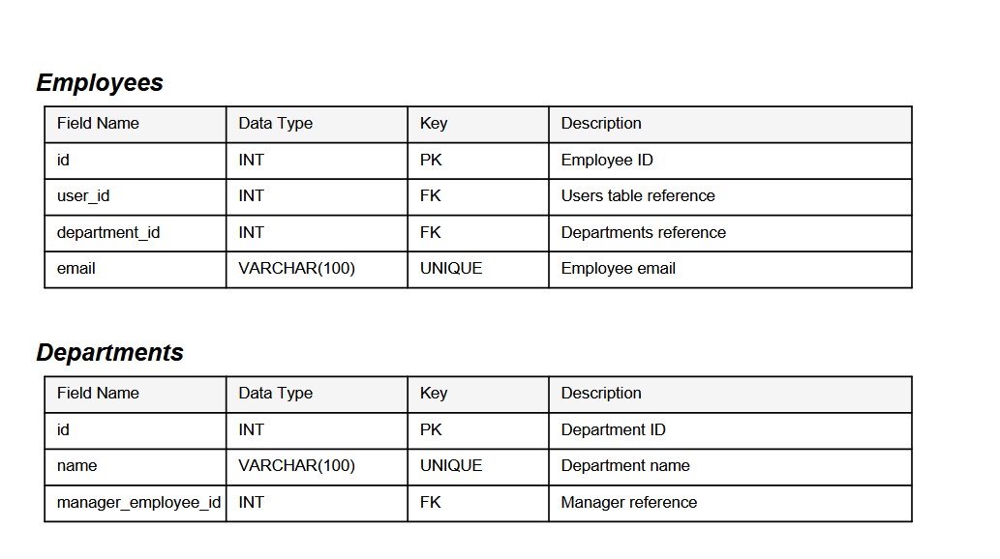 Employees
Field Name Data Type Key Description
id INT PK Employee ID
user_id INT FK Users table reference
department_id INT FK Departments reference
email VARCHAR(100) UNIQUE Employee email
Departments
Field Name Data Type Key Description
id INT PK Department ID
name VARCHAR(100) UNIQUE Department name
manager_employee_id INT FK Manager reference